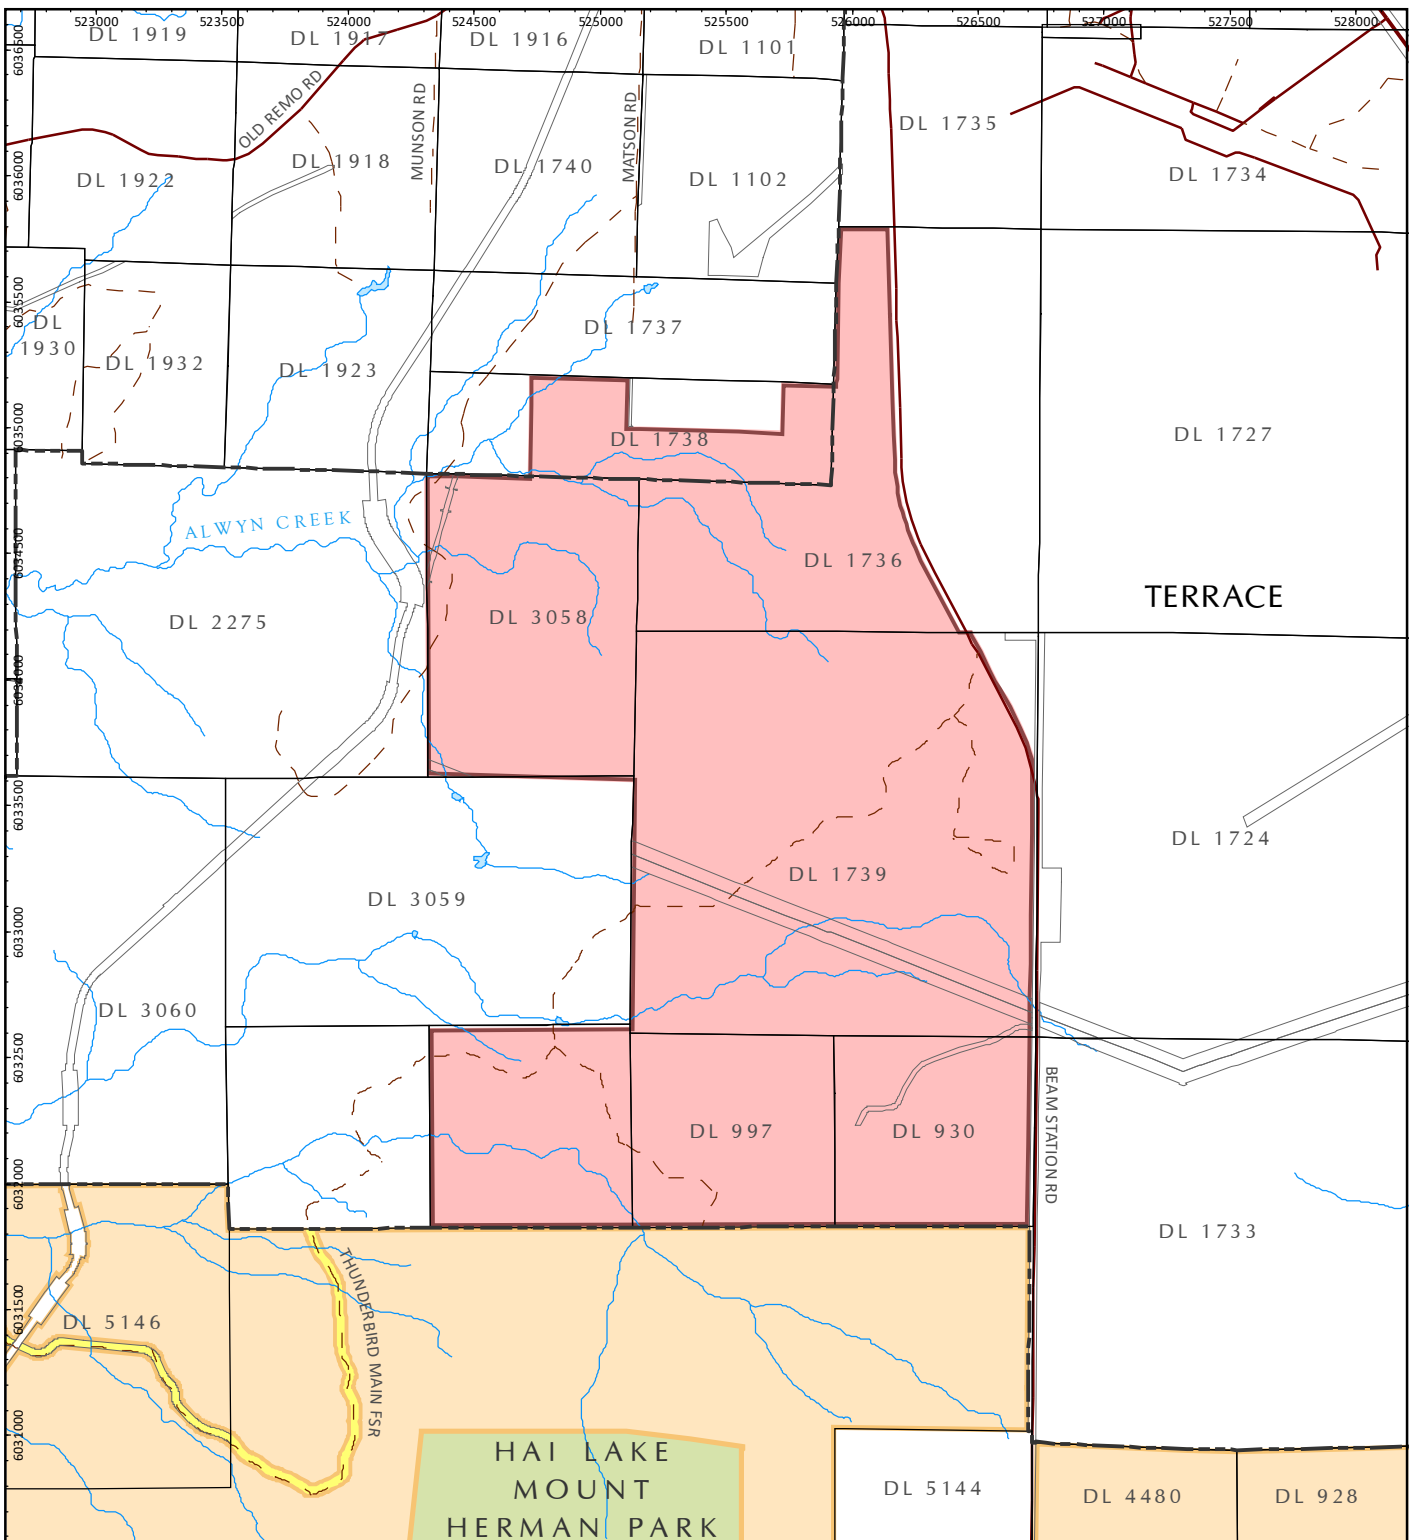 523000 523500 524000 524500 525000 525500 526000 526500 527000 527500 528000
6036500
DL 1919
DL 1917
DL 1916
DL 1101
OLD REMO RD
MUNSON RD
MATSON RD
DL 1735
6036000
DL 1922
DL 1918
DL 1740
DL 1102
DL 1734
6035500
DL
1930
DL 1932
DL 1923
DL 1737
6035000
DL 1738
DL 1727
6034500
ALWYN CREEK
DL 1736
TERRACE
DL 2275
DL 3058
6034000
6033500
DL 1724
DL 3059
DL 1739
6033000
DL 3060
6032500
DL 997
DL 930
BEAM STATION RD
6032000
DL 1733
THUNDERBIRD MAIN FSR
6031500
DL 5146
6031000
HAI LAKE
MOUNT
HERMAN PARK
DL 5144
DL 4480
DL 928